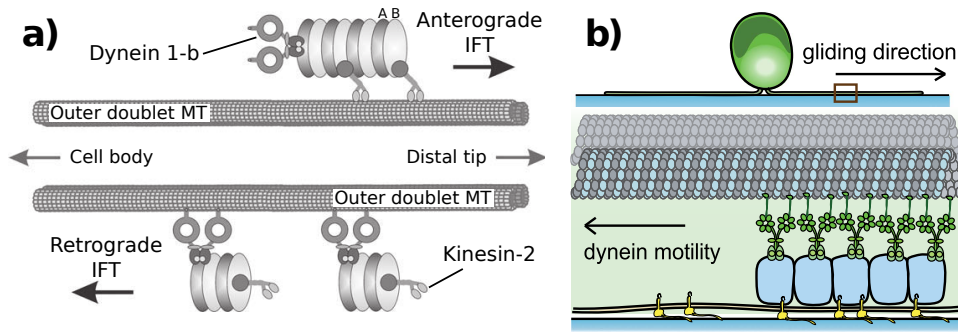 a)
Dynein 1-b
A B
Anterograde
IFT
Outer doublet MT
Cell body
Distal tip
Outer doublet MT
Retrograde
IFT
Kinesin-2
b)
gliding direction
dynein motility